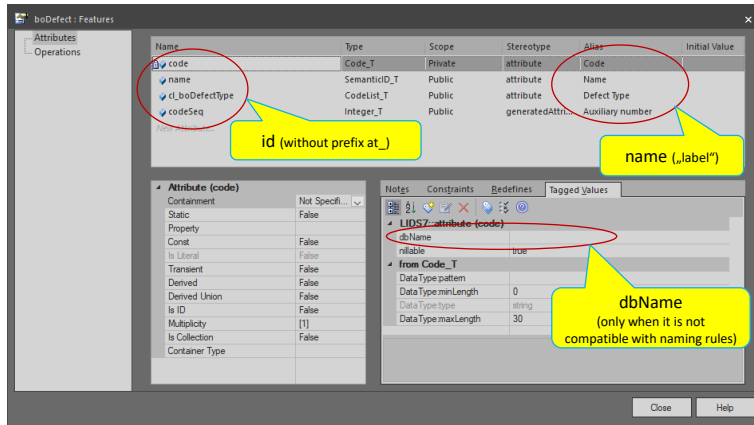 boDefect : Features
Attributes
Operations
Name Type Scope Stereotype Alias Initial Value
code Code_T Private attribute Code
name SemanticID_T Public attribute Name
cl_boDefectType CodeList_T Public attribute Defect Type
codeSeq Integer_T Public generatedAttri... Auxiliary number
New Attribute...
id (without prefix at_)
name („label“)
Attribute (code)
Containment Not Specifi...
Static False
Property
Const False
Is Literal False
Transient False
Derived False
Derived Union False
Is ID False
Multiplicity [1]
Is Collection False
Container Type
Notes Constraints Redefines Tagged Values
LIDS7::attribute (code)
dbName
nillable true
from Code_T
DataType:pattern
DataType:minLength 0
DataType:type string
DataType:maxLength 30
dbName
(only when it is not
compatible with naming rules)
Close Help